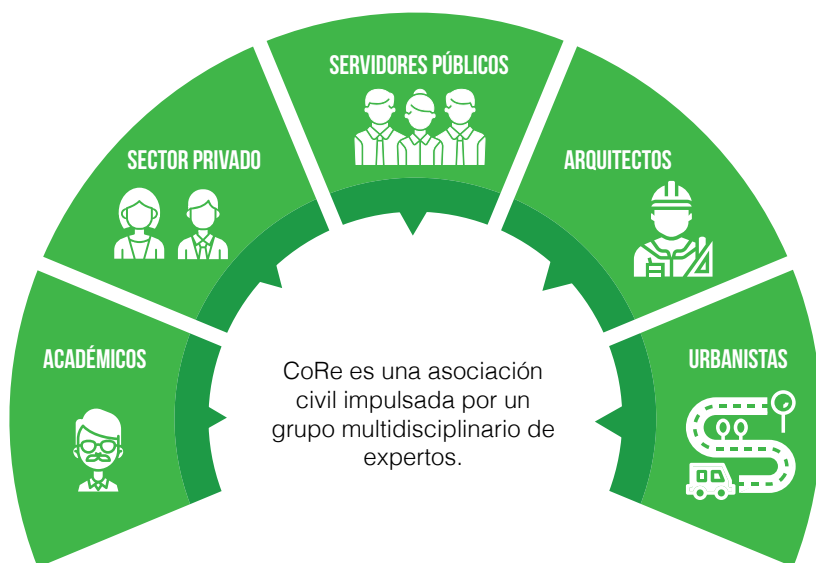 SERVIDORES PÚBLICOS
SECTOR PRIVADO
ARQUITECTOS
ACADÉMICOS
URBANISTAS
CoRe es una asociación
civil impulsada por un
grupo multidisciplinario de
expertos.